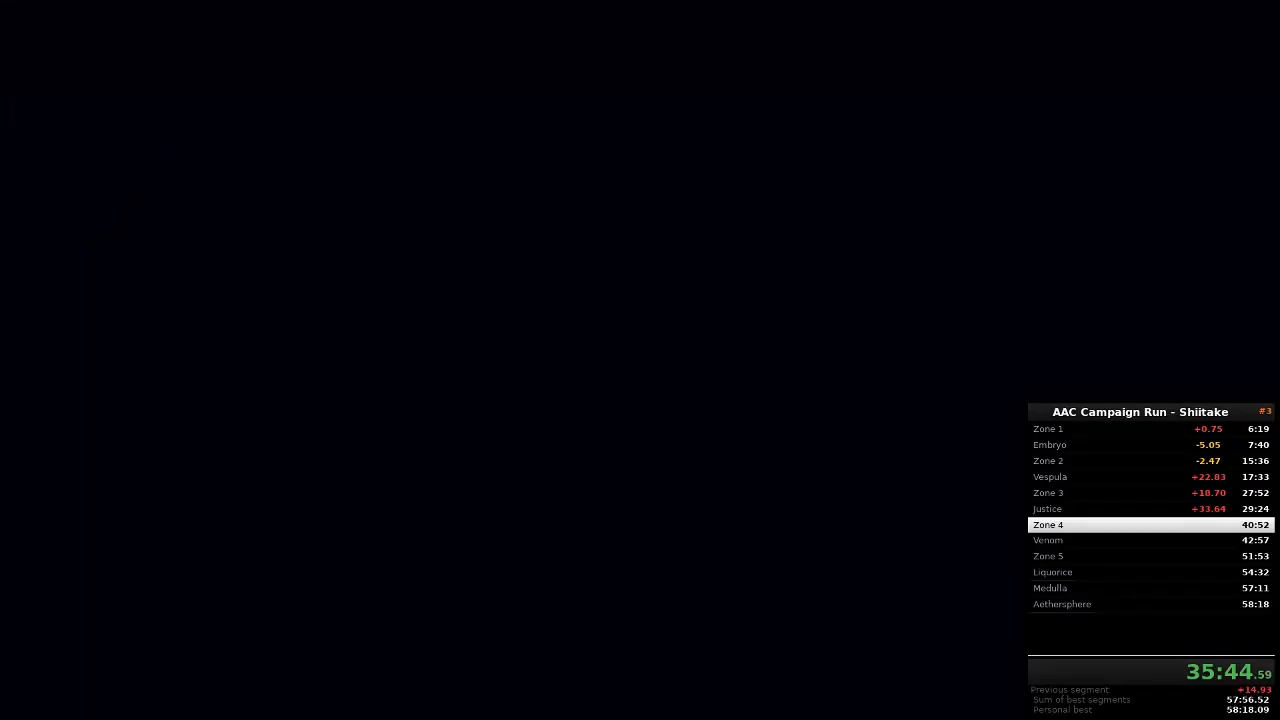 AAC Campaign Run - Shiitake #3
Zone 1 +0.75 6:19
Embryo -5.05 7:40
Zone 2 -2.47 15:36
Vespula +22.83 17:33
Zone 3 +18.70 27:52
Justice +33.64 29:24
Zone 4 40:52
Venom 42:57
Zone 5 51:53
Liquorice 54:32
Medulla 57:11
Aethersphere 58:18
35:44.59
Previous segment +14.93
Sum of best segments 57:56.52
Personal best 58:18.09